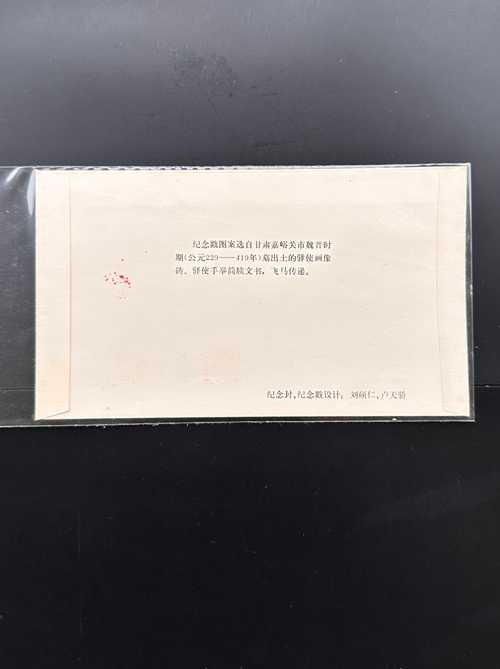 纪念戳图案选自甘肃嘉峪关市魏晋时
期(公元229——419年)墓出土的驿使画像
砖。驿使手举简牍文书，飞马传递。
纪念封、纪念戳设计：刘硕仁、卢天骄